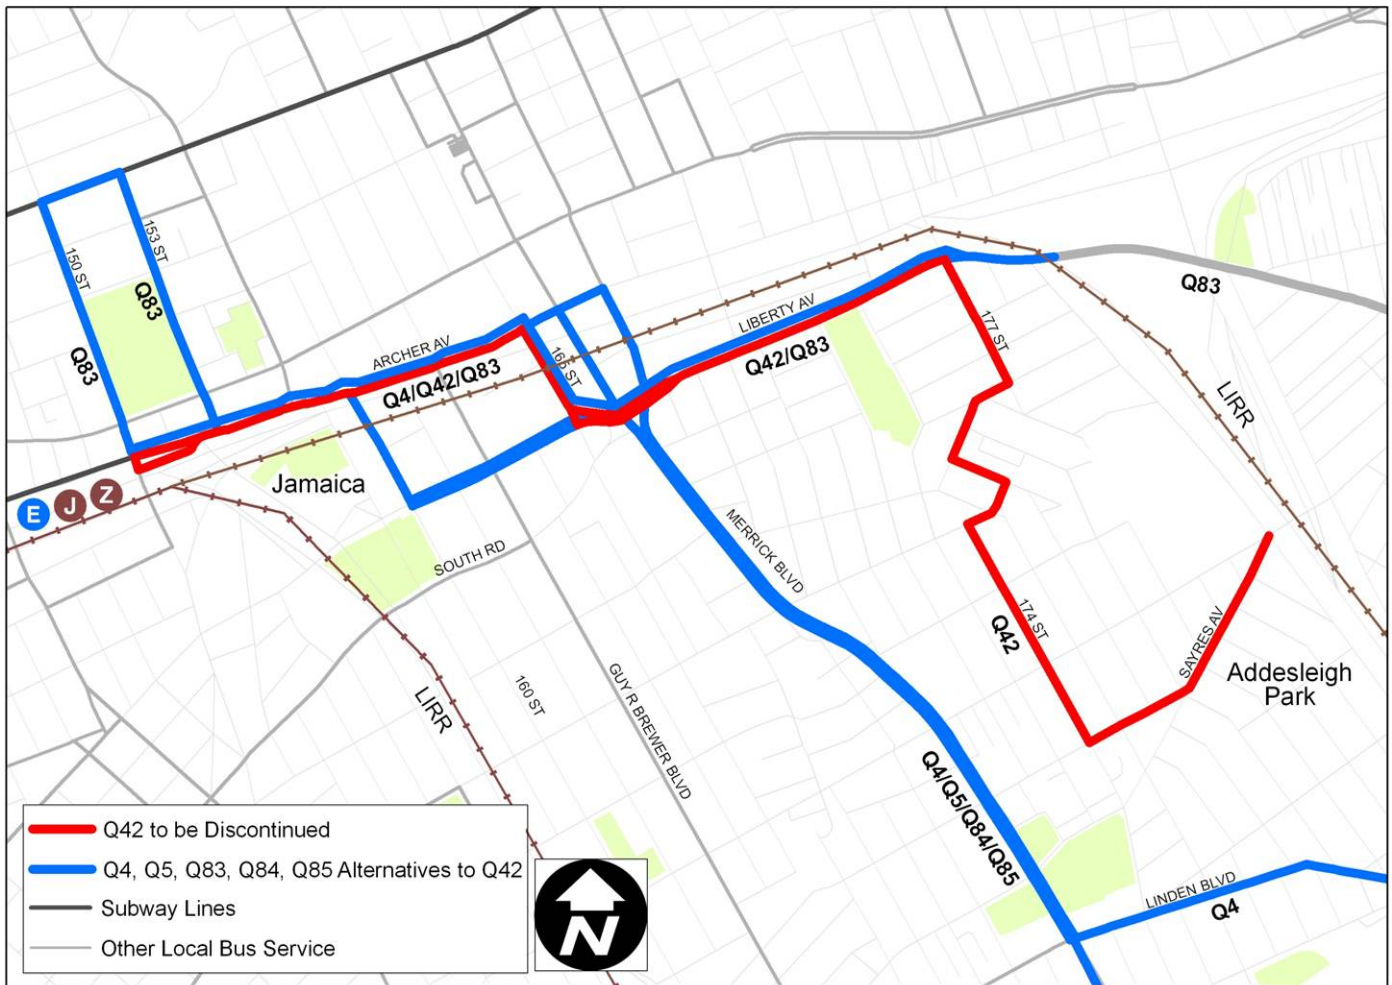 153 ST
150 ST
Q83
Q83
Q83
ARCHER AV
Q4/Q42/Q83
165 ST
LIBERTY AV
Q42/Q83
177 ST
LIRR
E
J
Z
Jamaica
SOUTH RD
MERRICK BLVD
174 ST
Q42
SAYRES AV
Addesleigh
Park
LIRR
160 ST
GUY R BREWER BLVD
Q4/Q5/Q84/Q85
LINDEN BLVD
Q4
Q42 to be Discontinued
Q4, Q5, Q83, Q84, Q85 Alternatives to Q42
Subway Lines
Other Local Bus Service
N